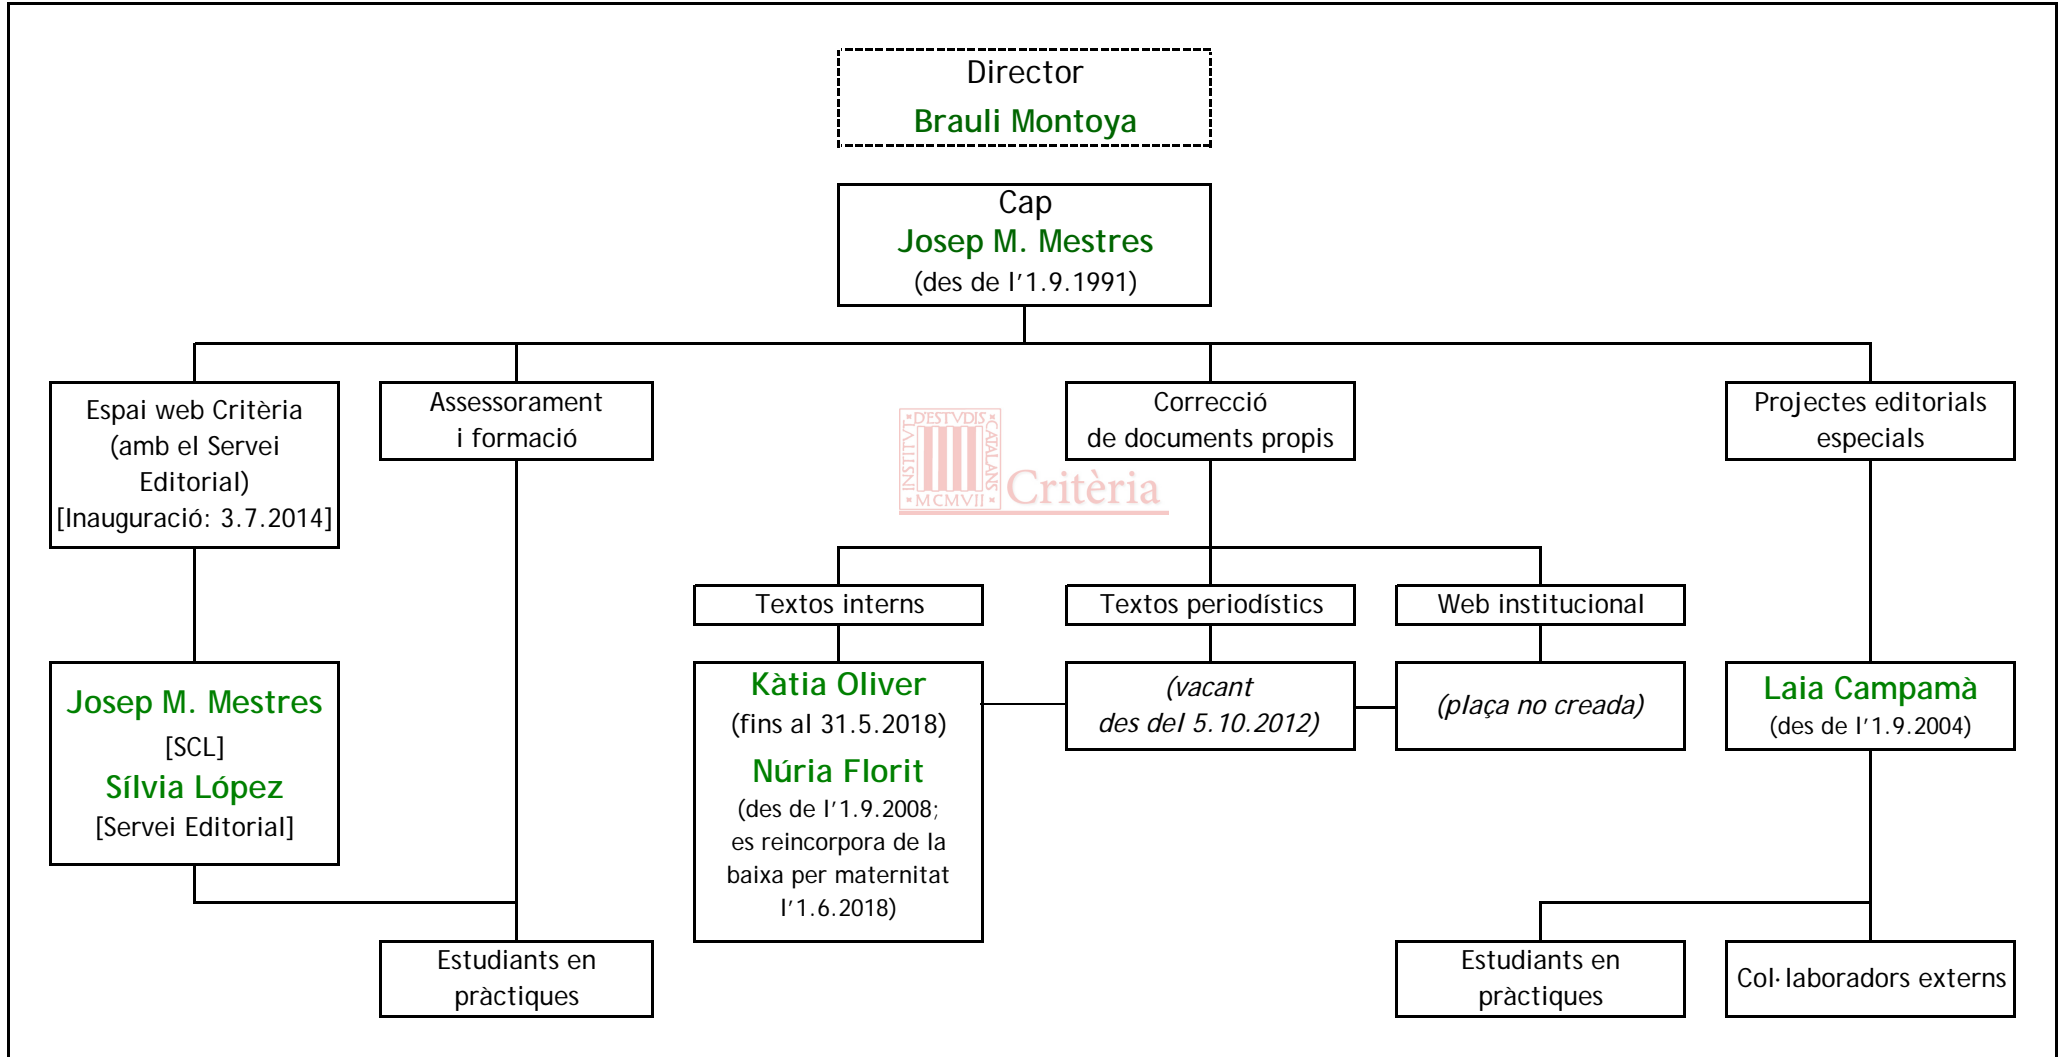 Director
Brauli Montoya
Cap
Josep M. Mestres
(des de l'1.9.1991)
Espai web Critèria
(amb el Servei
Editorial)
[Inauguració: 3.7.2014]
Assessorament
i formació
Correcció
de documents propis
Projectes editorials
especials
INSTITVT
D'ESTVDIS
CATALANS
MCMVII
Critèria
Textos interns
Textos periodístics
Web institucional
Josep M. Mestres
[SCL]
Sílvia López
[Servei Editorial]
Kàtia Oliver
(fins al 31.5.2018)
Núria Florit
(des de l'1.9.2008;
es reincorpora de la
baixa per maternitat
l'1.6.2018)
(vacant
des del 5.10.2012)
(plaça no creada)
Laia Campamà
(des de l'1.9.2004)
Estudiants en
pràctiques
Estudiants en
pràctiques
Col·laboradors externs